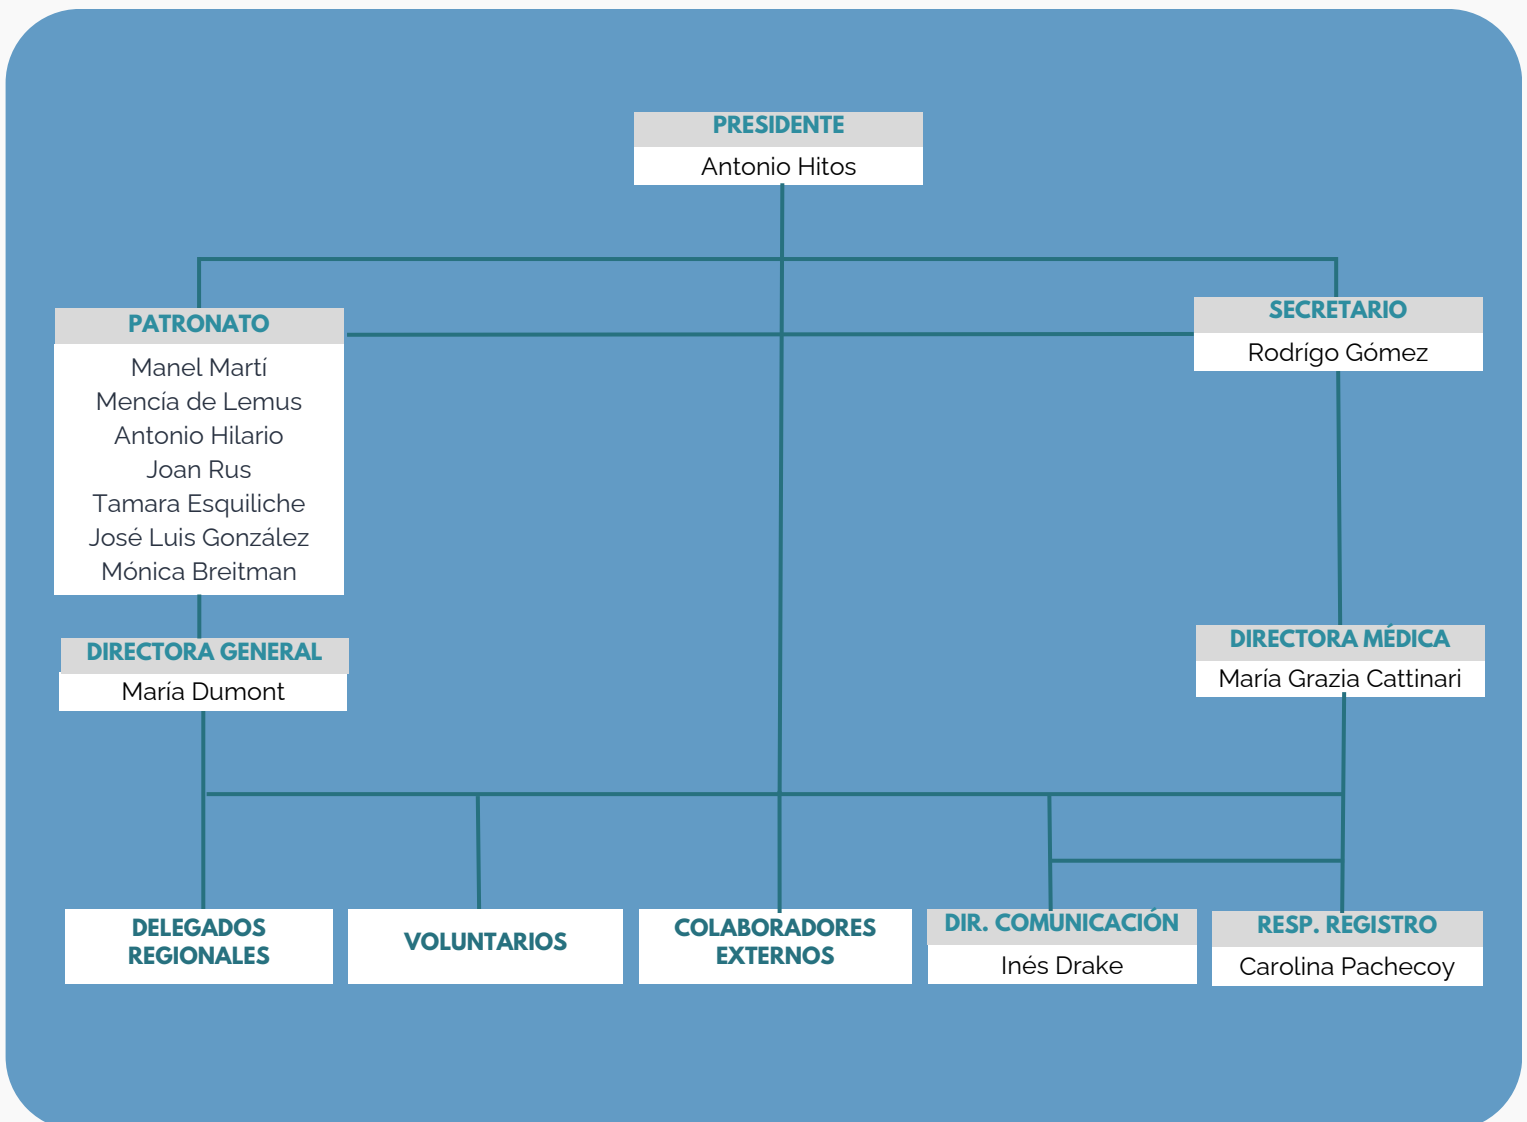 PRESIDENTE
Antonio Hitos
PATRONATO
Manel Martí
Mencía de Lemus
Antonio Hilario
Joan Rus
Tamara Esquiliche
José Luis González
Mónica Breitman
SECRETARIO
Rodrígo Gómez
DIRECTORA GENERAL
María Dumont
DIRECTORA MÉDICA
María Grazia Cattinari
DELEGADOS
REGIONALES
VOLUNTARIOS
COLABORADORES
EXTERNOS
DIR. COMUNICACIÓN
Inés Drake
RESP. REGISTRO
Carolina Pachecoy